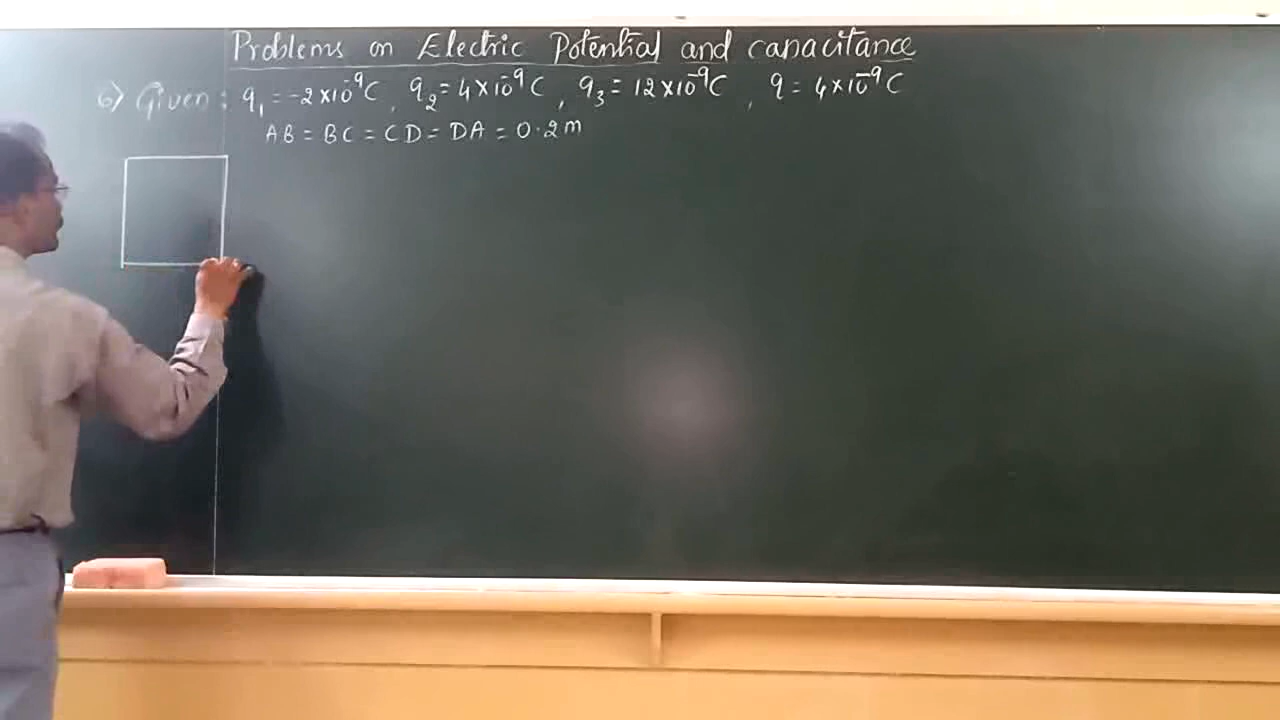 Problems on Electric Potential and capacitance
6) Given: q₁ = -2×10⁻⁹C, q₂ = 4×10⁻⁹C, q₃ = 12×10⁻⁹C, q = 4×10⁻⁹C
AB = BC = CD = DA = 0.2m